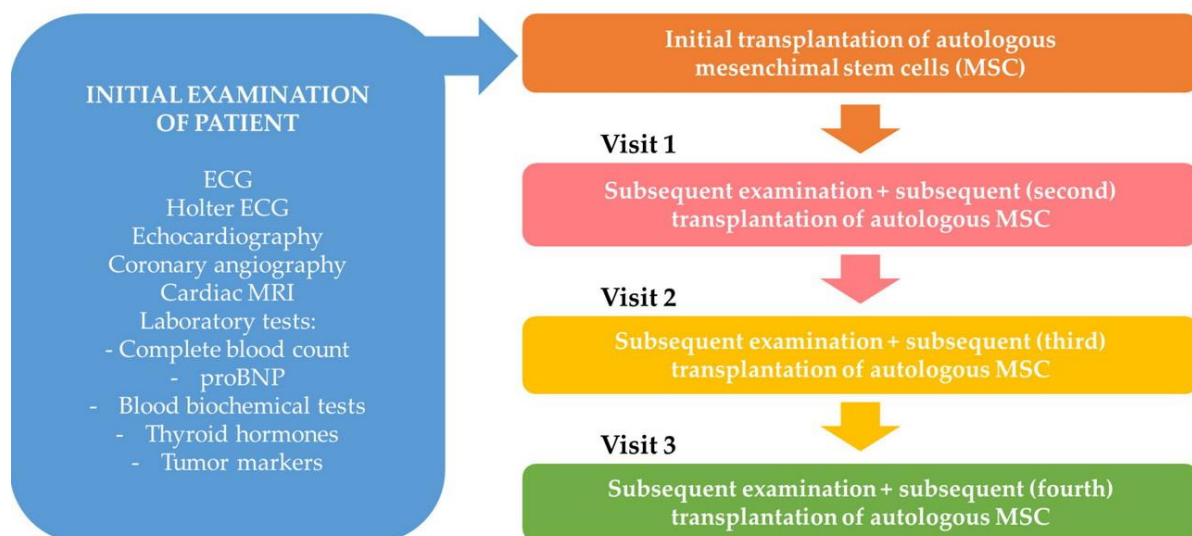 INITIAL EXAMINATION
OF PATIENT
ECG
Holter ECG
Echocardiography
Coronary angiography
Cardiac MRI
Laboratory tests:
- Complete blood count
- proBNP
- Blood biochemical tests
- Thyroid hormones
- Tumor markers
Initial transplantation of autologous
mesenchimal stem cells (MSC)
Visit 1
Subsequent examination + subsequent (second)
transplantation of autologous MSC
Visit 2
Subsequent examination + subsequent (third)
transplantation of autologous MSC
Visit 3
Subsequent examination + subsequent (fourth)
transplantation of autologous MSC